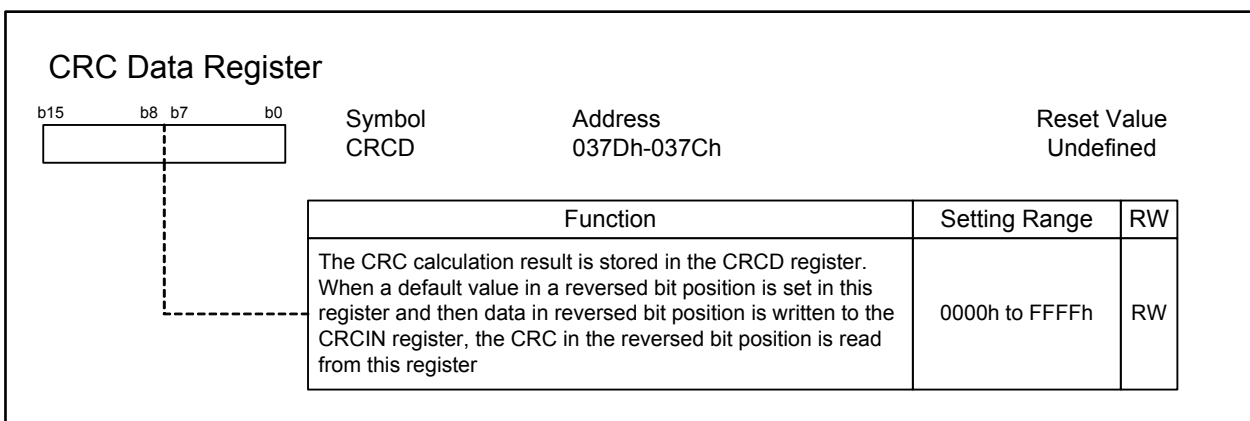 CRC Data Register
b15 b8 b7 b0
Symbol Address Reset Value
CRCD 037Dh-037Ch Undefined
Function Setting Range RW
The CRC calculation result is stored in the CRCD register.
When a default value in a reversed bit position is set in this
register and then data in reversed bit position is written to the
CRCIN register, the CRC in the reversed bit position is read
from this register
0000h to FFFFh RW